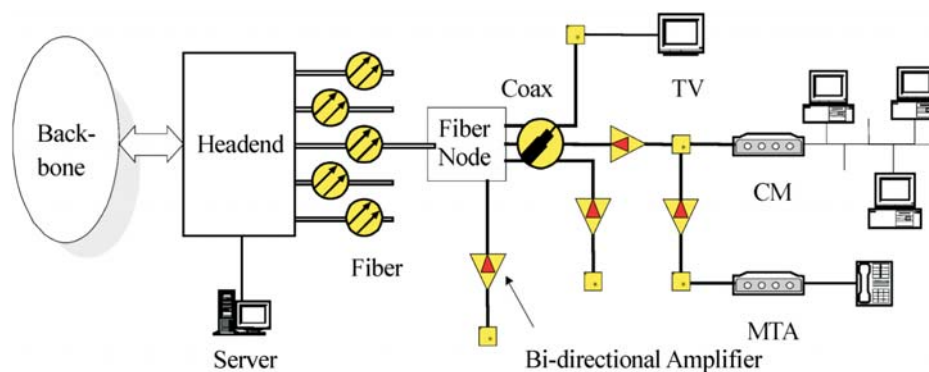 Back-
bone
Headend
Server
Fiber
Fiber
Node
Coax
TV
CM
MTA
Bi-directional Amplifier